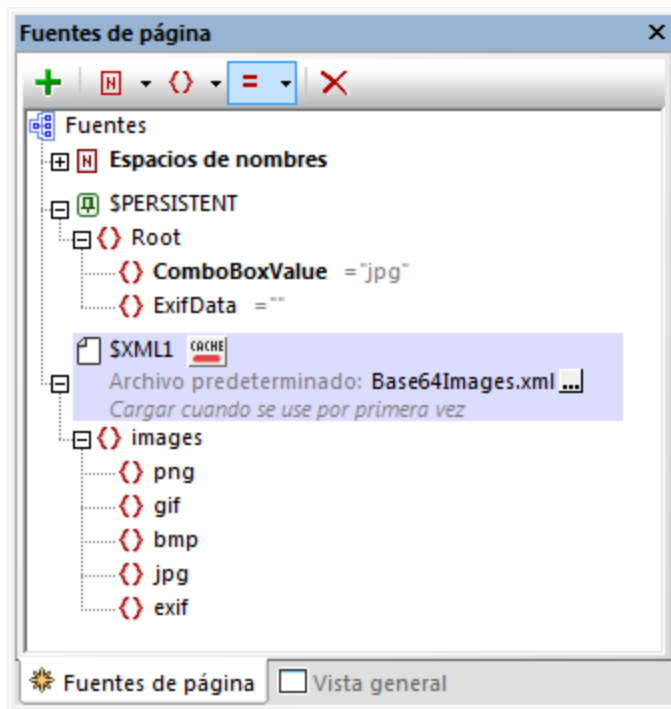 Fuentes de página
Fuentes
Espacios de nombres
$PERSISTENT
Root
ComboBoxValue ="jpg"
ExifData =""
$XML1 CACHE
Archivo predeterminado: Base64Images.xml ...
Cargar cuando se use por primera vez
images
png
gif
bmp
jpg
exif
Fuentes de página Vista general